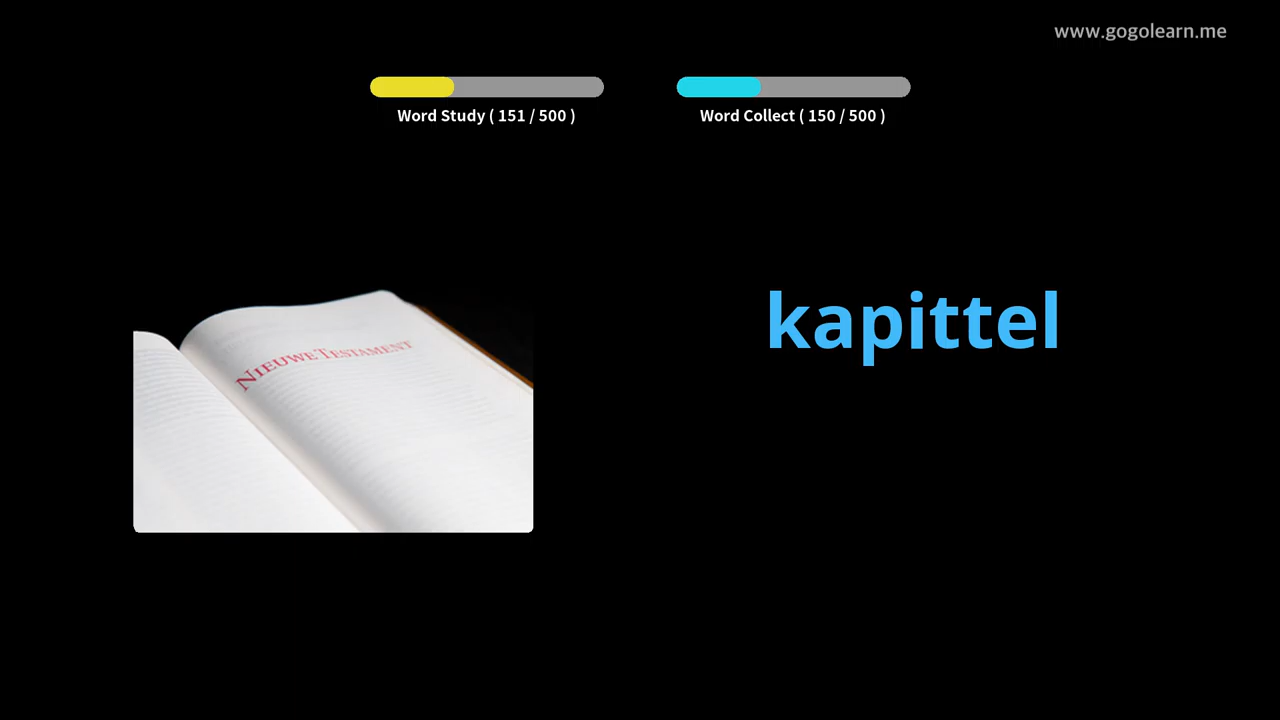 www.gogolearn.me
Word Study ( 151 / 500 )
Word Collect ( 150 / 500 )
kapittel
NIEUWE TESTAMENT